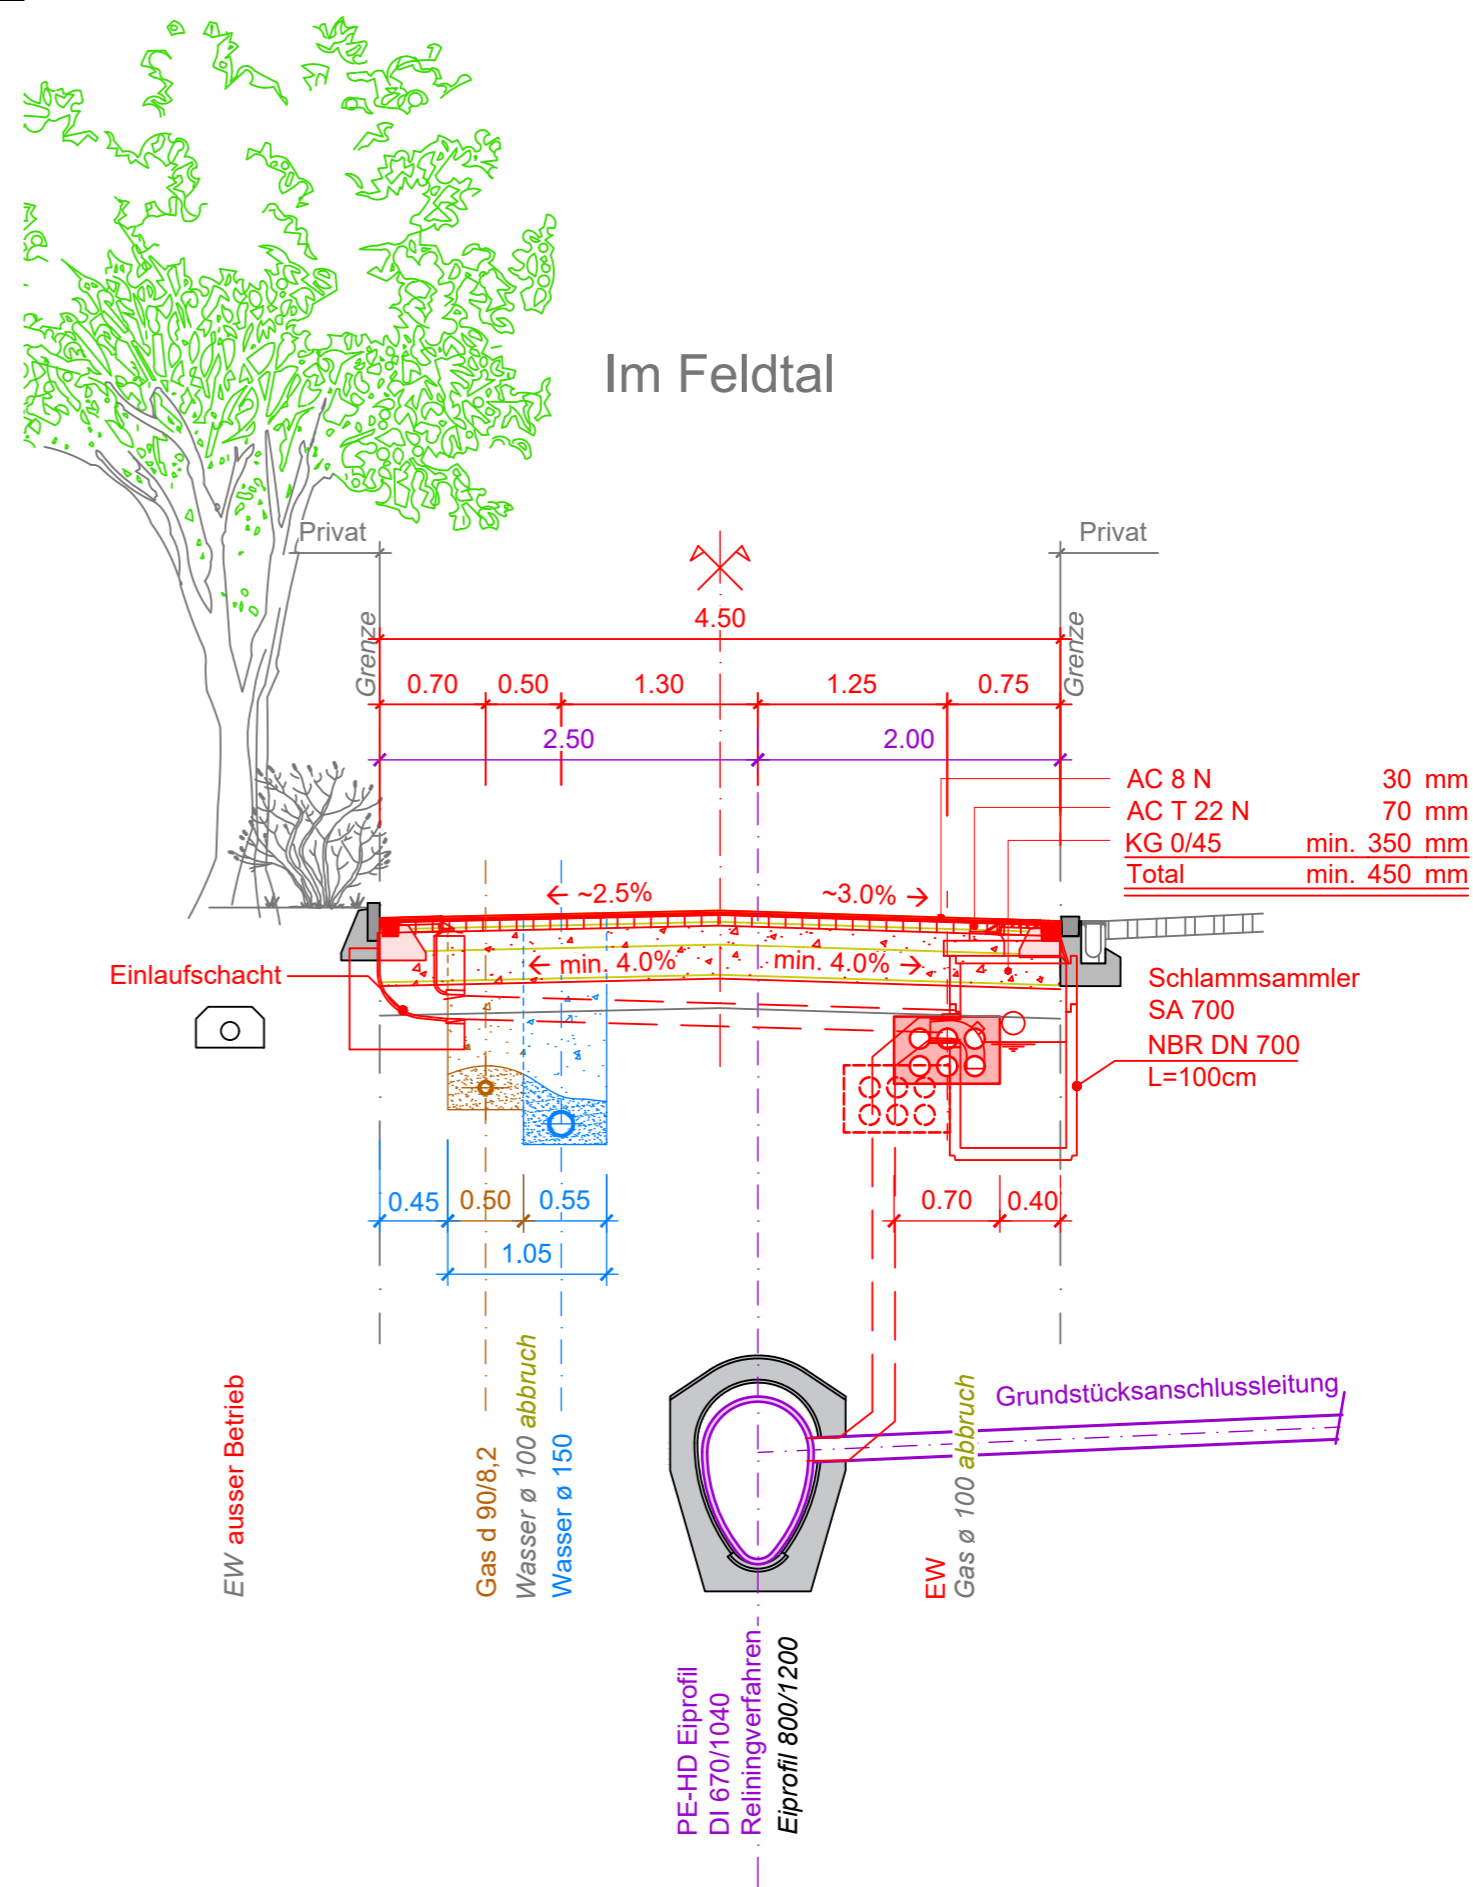 Im Feldtal
Privat
Privat
Grenze
Grenze
4.50
0.70
0.50
1.30
1.25
0.75
2.50
2.00
AC 8 N 30 mm
AC T 22 N 70 mm
KG 0/45 min. 350 mm
Total min. 450 mm
← ~2.5%
~3.0% →
← min. 4.0%
min. 4.0% →
Einlaufschacht
Schlammsammler
SA 700
NBR DN 700
L=100cm
0.45
0.50
0.55
1.05
0.70
0.40
EW ausser Betrieb
Gas d 90/8,2
Wasser ø 100 abbruch
Wasser ø 150
EW
Gas ø 100 abbruch
Grundstücksanschlussleitung
PE-HD Eiprofil
DI 670/1040
Reliningverfahren
Eiprofil 800/1200